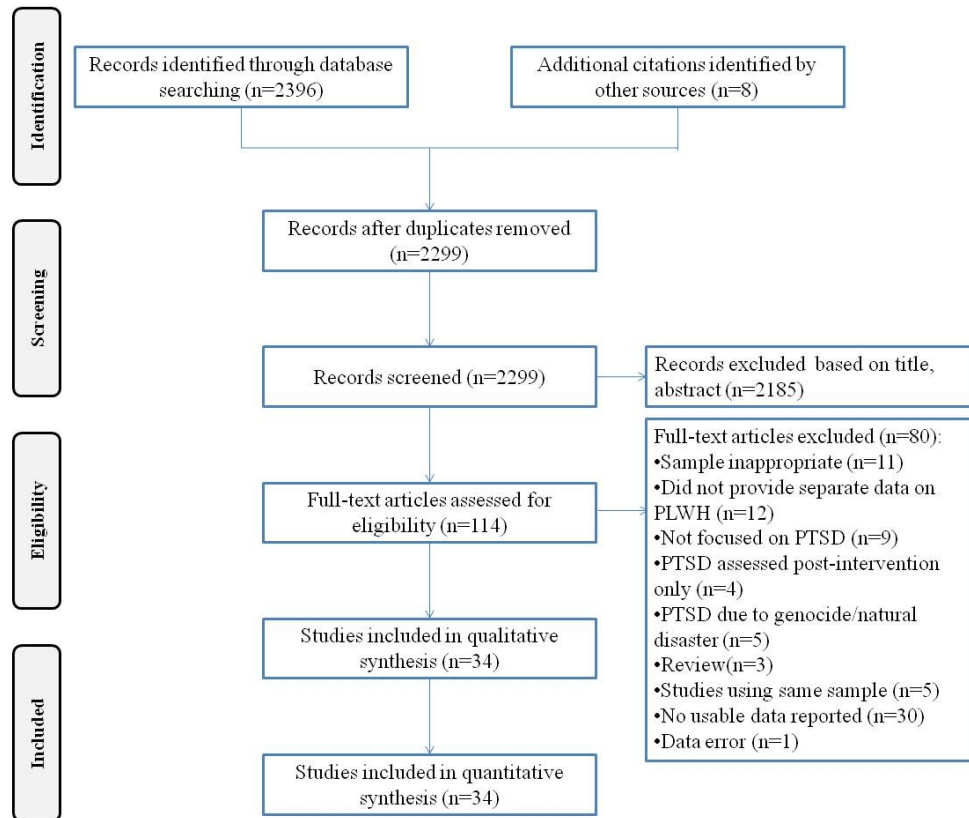 Identification
Records identified through database
searching (n=2396)
Additional citations identified by
other sources (n=8)
Screening
Records after duplicates removed
(n=2299)
Records screened (n=2299)
Records excluded  based on title,
abstract (n=2185)
Eligibility
Full-text articles assessed for
eligibility (n=114)
Full-text articles excluded (n=80):
•Sample inappropriate (n=11)
•Did not provide separate data on
PLWH (n=12)
•Not focused on PTSD (n=9)
•PTSD assessed post-intervention
only (n=4)
•PTSD due to genocide/natural
disaster (n=5)
•Review(n=3)
•Studies using same sample (n=5)
•No usable data reported (n=30)
•Data error (n=1)
Included
Studies included in qualitative
synthesis (n=34)
Studies included in quantitative
synthesis (n=34)